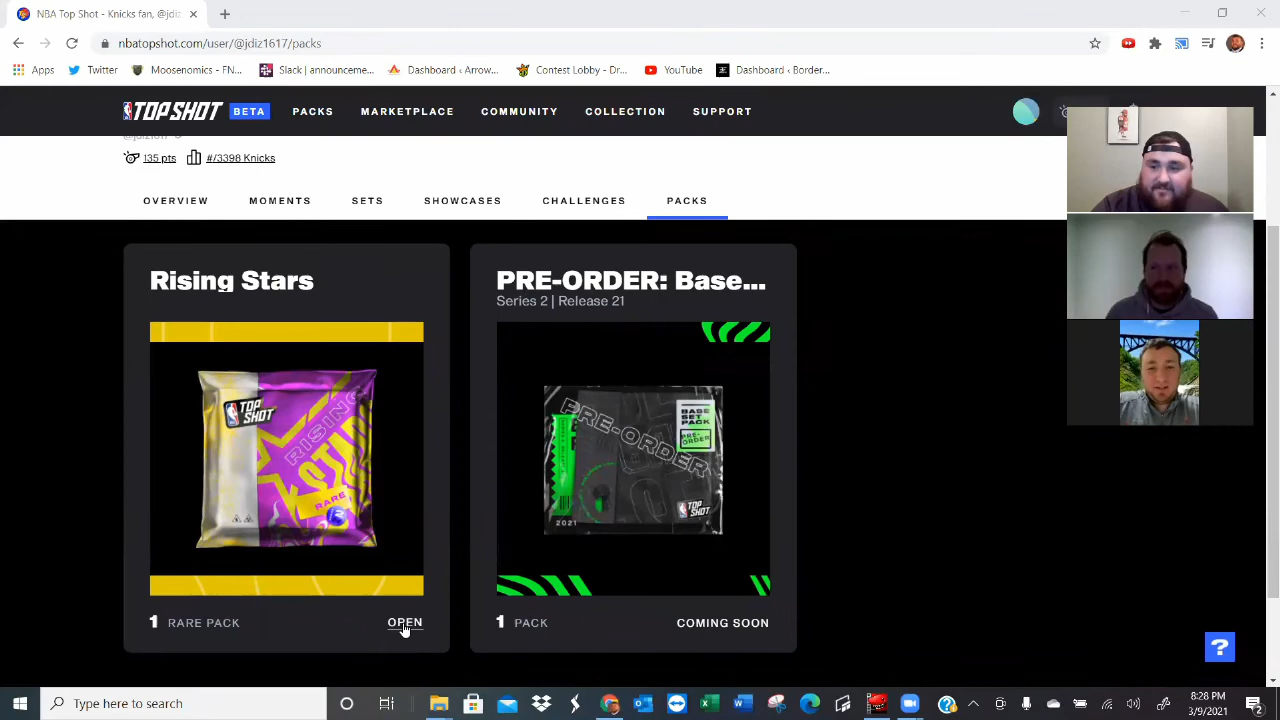 NBA Top Shot - Knicks fan, @jdiz
nbatopshot.com/user/@jdiz1617/packs
Apps Twitter Moosenomics - FN... Slack | announceme... Dashboard - Arrow... Contest Lobby - Dr... YouTube Dashboard ‹ Border...
TOP SHOT BETA PACKS MARKETPLACE COMMUNITY COLLECTION SUPPORT
@jdiz1617
135 pts #/3398 Knicks
OVERVIEW MOMENTS SETS SHOWCASES CHALLENGES PACKS
Rising Stars
TOP SHOT
RISING
RARE
1 RARE PACK OPEN
PRE-ORDER: Base...
Series 2 | Release 21
PRE-ORDER
BASE
SET
PACK
PRE-
ORDER
TOP SHOT
2021
1 PACK COMING SOON
?
Type here to search
8:28 PM
3/9/2021